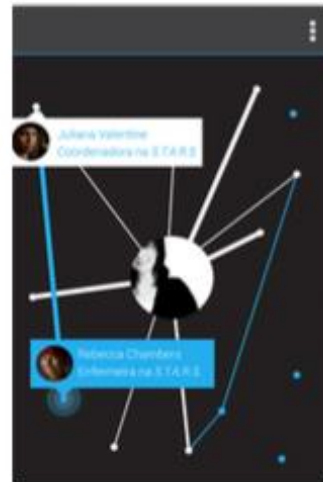 Juliana Valentine
Coordenadora na S.T.A.R.S.
Rebecca Chambers
Enfermeira na S.T.A.R.S.